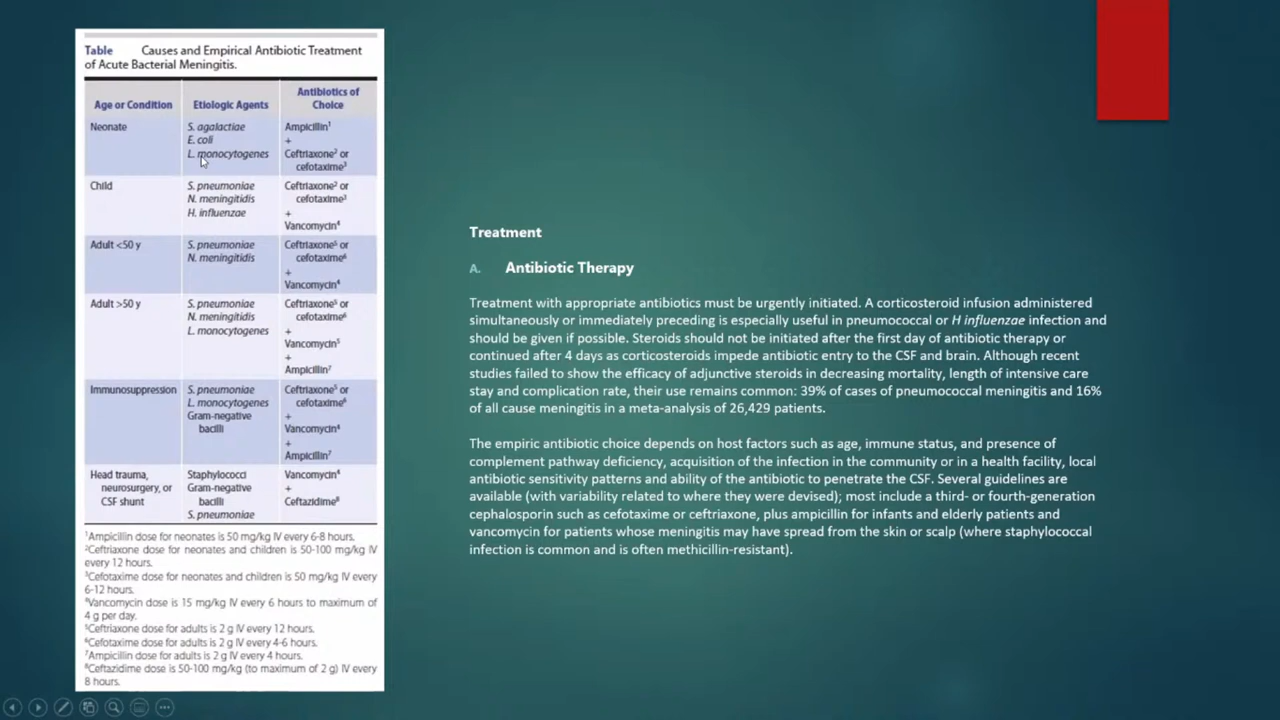 Table Causes and Empirical Antibiotic Treatment
of Acute Bacterial Meningitis.
Age or Condition Etiologic Agents Antibiotics of Choice
Neonate
S. agalactiae
E. coli
L. monocytogenes
Ampicillin¹
+
Ceftriaxone² or
cefotaxime³
Child
S. pneumoniae
N. meningitidis
H. influenzae
Ceftriaxone² or
cefotaxime³
+
Vancomycin⁴
Adult <50 y
S. pneumoniae
N. meningitidis
Ceftriaxone⁵ or
cefotaxime⁶
+
Vancomycin⁴
Adult >50 y
S. pneumoniae
N. meningitidis
L. monocytogenes
Ceftriaxone⁵ or
cefotaxime⁶
+
Vancomycin⁵
+
Ampicillin⁷
Immunosuppression
S. pneumoniae
L. monocytogenes
Gram-negative
bacilli
Ceftriaxone⁵ or
cefotaxime⁶
+
Vancomycin⁴
+
Ampicillin⁷
Head trauma,
neurosurgery, or
CSF shunt
Staphylococci
Gram-negative
bacilli
S. pneumoniae
Vancomycin⁴
+
Ceftazidime⁸
¹Ampicillin dose for neonates is 50 mg/kg IV every 6-8 hours.
²Ceftriaxone dose for neonates and children is 50-100 mg/kg IV
every 12 hours.
³Cefotaxime dose for neonates and children is 50 mg/kg IV every
6-12 hours.
⁴Vancomycin dose is 15 mg/kg IV every 6 hours to maximum of
4 g per day.
⁵Ceftriaxone dose for adults is 2 g IV every 12 hours.
⁶Cefotaxime dose for adults is 2 g IV every 4-6 hours.
⁷Ampicillin dose for adults is 2 g IV every 4 hours.
⁸Ceftazidime dose is 50-100 mg/kg (to maximum of 2 g) IV every
8 hours.
Treatment
A. Antibiotic Therapy
Treatment with appropriate antibiotics must be urgently initiated. A corticosteroid infusion administered
simultaneously or immediately preceding is especially useful in pneumococcal or H influenzae infection and
should be given if possible. Steroids should not be initiated after the first day of antibiotic therapy or
continued after 4 days as corticosteroids impede antibiotic entry to the CSF and brain. Although recent
studies failed to show the efficacy of adjunctive steroids in decreasing mortality, length of intensive care
stay and complication rate, their use remains common: 39% of cases of pneumococcal meningitis and 16%
of all cause meningitis in a meta-analysis of 26,429 patients.
The empiric antibiotic choice depends on host factors such as age, immune status, and presence of
complement pathway deficiency, acquisition of the infection in the community or in a health facility, local
antibiotic sensitivity patterns and ability of the antibiotic to penetrate the CSF. Several guidelines are
available (with variability related to where they were devised); most include a third- or fourth-generation
cephalosporin such as cefotaxime or ceftriaxone, plus ampicillin for infants and elderly patients and
vancomycin for patients whose meningitis may have spread from the skin or scalp (where staphylococcal
infection is common and is often methicillin-resistant).